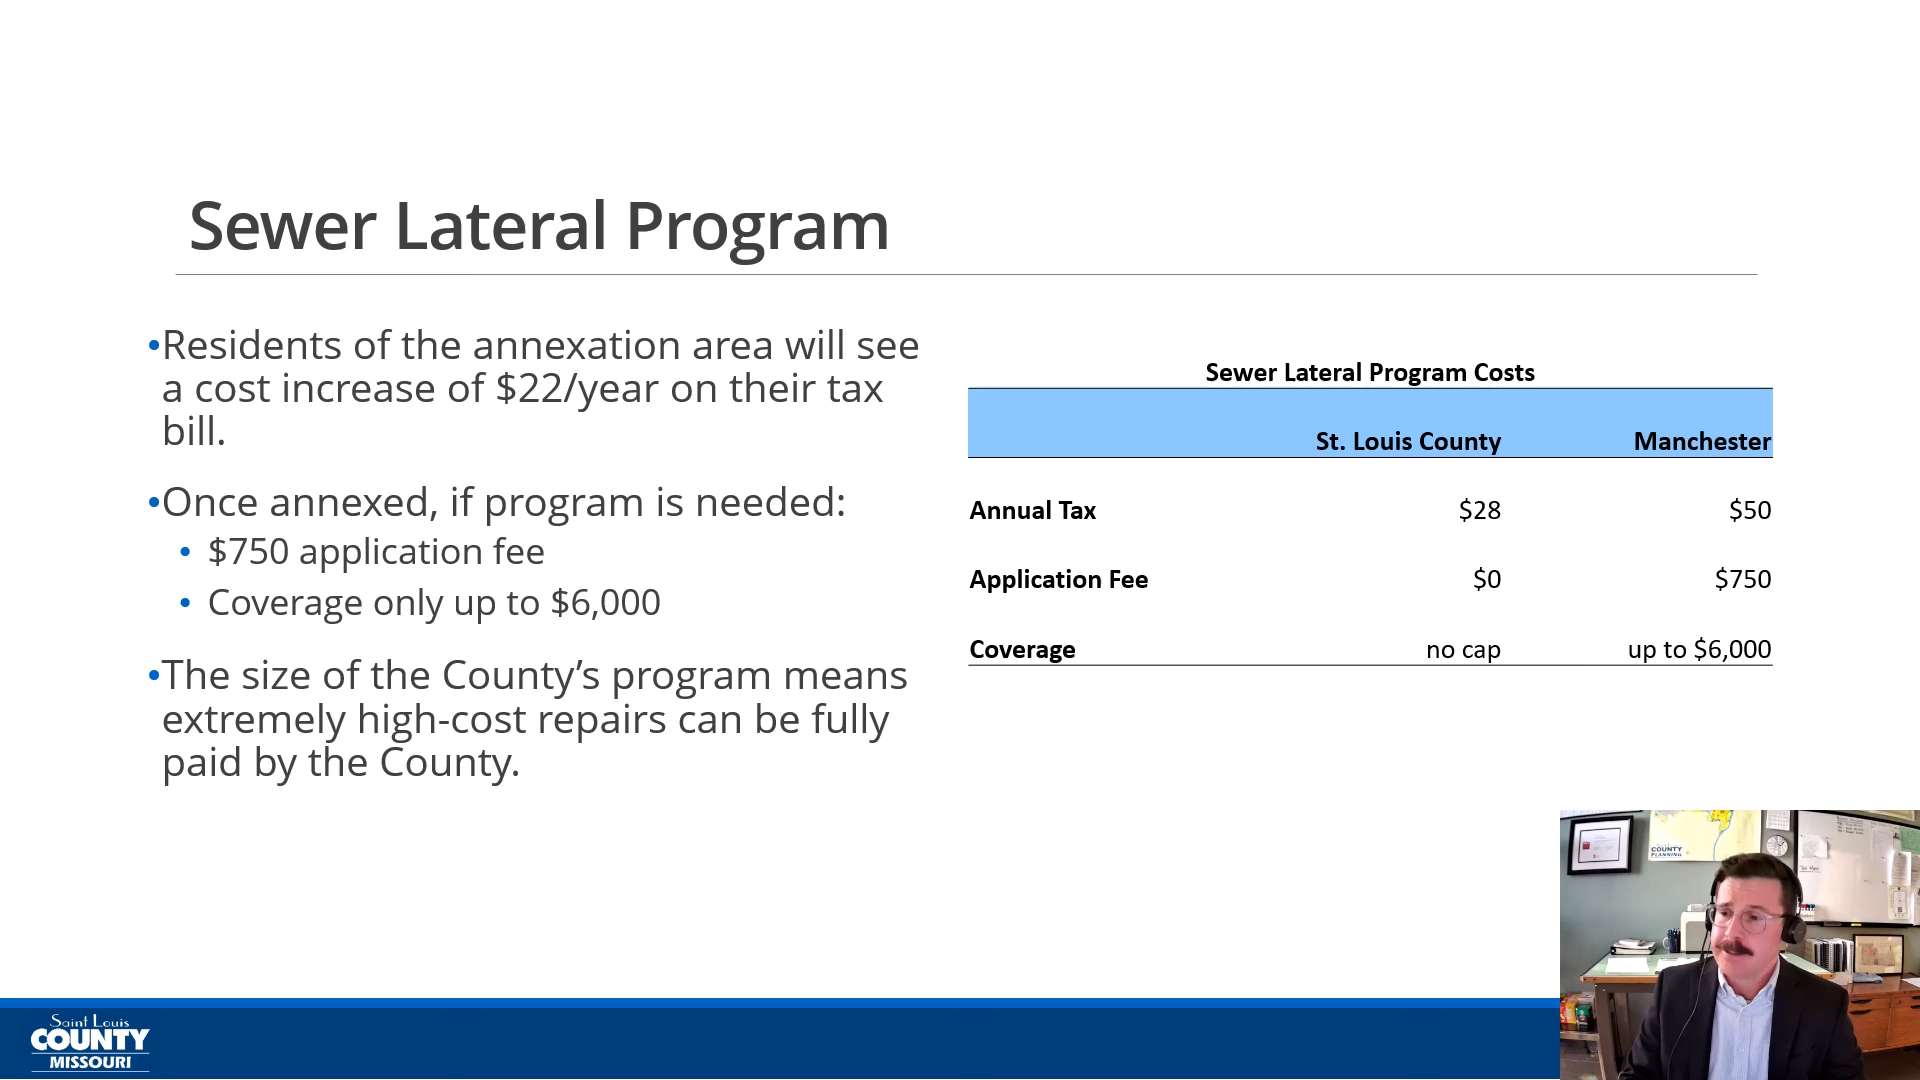 Sewer Lateral Program
•Residents of the annexation area will see
a cost increase of $22/year on their tax
bill.
•Once annexed, if program is needed:
• $750 application fee
• Coverage only up to $6,000
•The size of the County’s program means
extremely high-cost repairs can be fully
paid by the County.
Sewer Lateral Program Costs
St. Louis County Manchester
Annual Tax $28 $50
Application Fee $0 $750
Coverage no cap up to $6,000
COUNTY
PLANNING
Saint Louis
COUNTY
MISSOURI